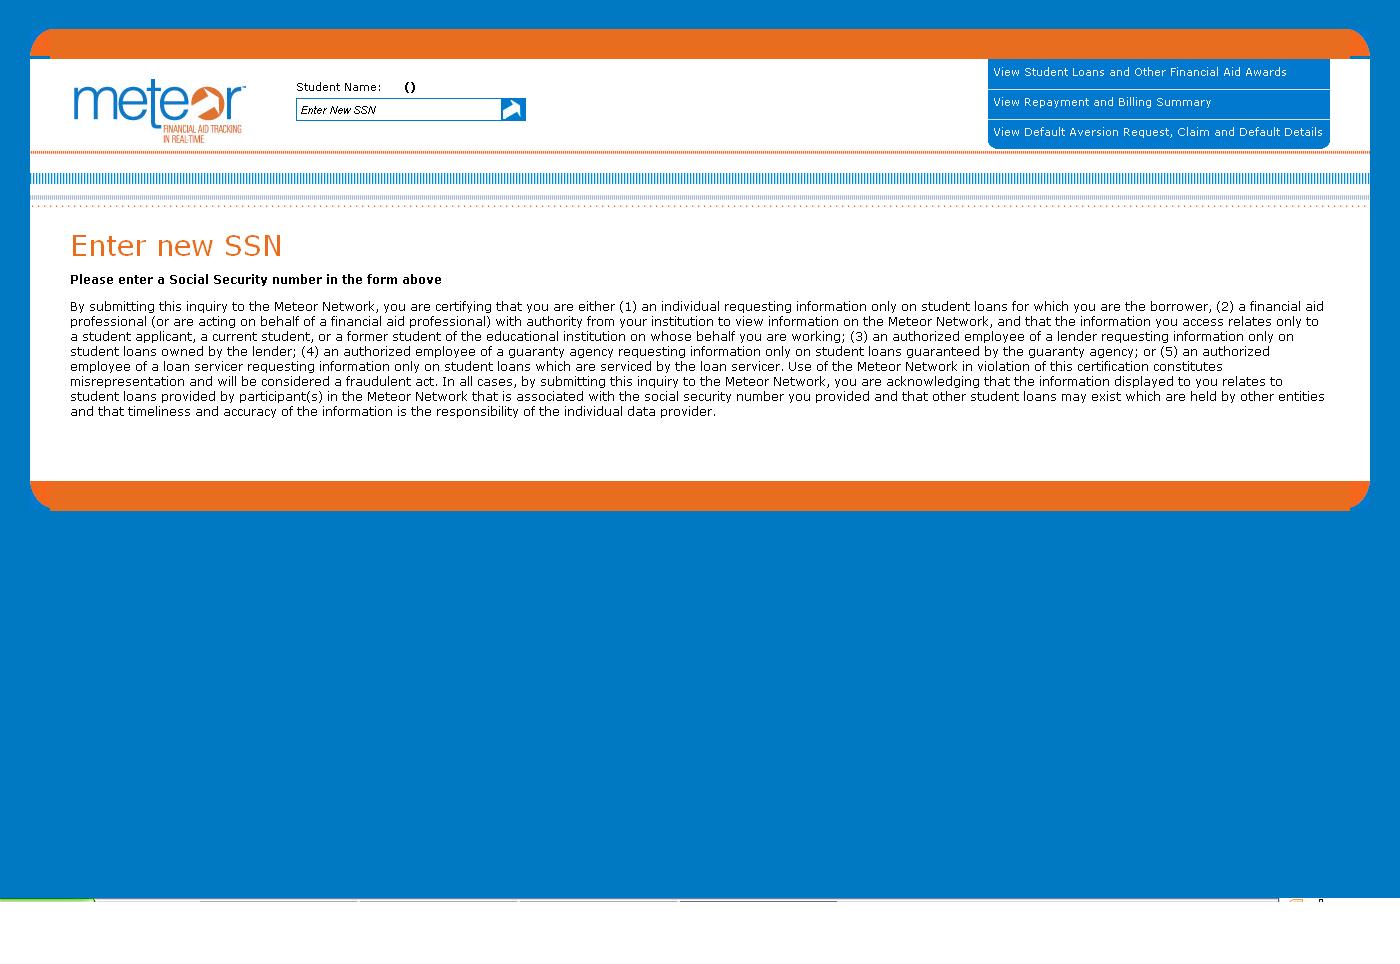 meteor™
FINANCIAL AID TRACKING
IN REAL-TIME
Student Name: ()
Enter New SSN
View Student Loans and Other Financial Aid Awards
View Repayment and Billing Summary
View Default Aversion Request, Claim and Default Details
Enter new SSN
Please enter a Social Security number in the form above
By submitting this inquiry to the Meteor Network, you are certifying that you are either (1) an individual requesting information only on student loans for which you are the borrower, (2) a financial aid
professional (or are acting on behalf of a financial aid professional) with authority from your institution to view information on the Meteor Network, and that the information you access relates only to
a student applicant, a current student, or a former student of the educational institution on whose behalf you are working; (3) an authorized employee of a lender requesting information only on
student loans owned by the lender; (4) an authorized employee of a guaranty agency requesting information only on student loans guaranteed by the guaranty agency; or (5) an authorized
employee of a loan servicer requesting information only on student loans which are serviced by the loan servicer. Use of the Meteor Network in violation of this certification constitutes
misrepresentation and will be considered a fraudulent act. In all cases, by submitting this inquiry to the Meteor Network, you are acknowledging that the information displayed to you relates to
student loans provided by participant(s) in the Meteor Network that is associated with the social security number you provided and that other student loans may exist which are held by other entities
and that timeliness and accuracy of the information is the responsibility of the individual data provider.